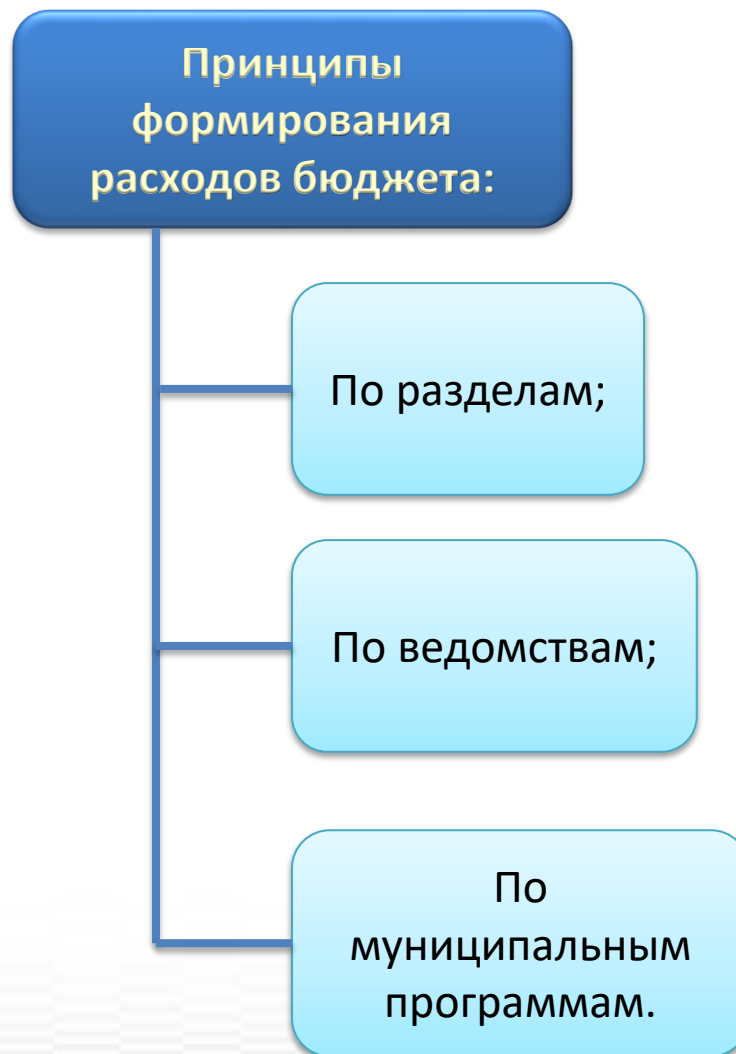 Принципы
формирования
расходов бюджета:
По разделам;
По ведомствам;
По
муниципальным
программам.